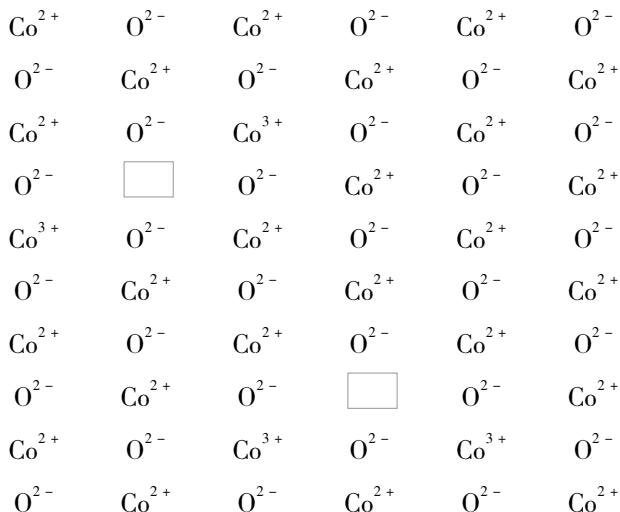 Co²⁺ O²⁻ Co²⁺ O²⁻ Co²⁺ O²⁻
O²⁻ Co²⁺ O²⁻ Co²⁺ O²⁻ Co²⁺
Co²⁺ O²⁻ Co³⁺ O²⁻ Co²⁺ O²⁻
O²⁻ O²⁻ Co²⁺ O²⁻ Co²⁺
Co³⁺ O²⁻ Co²⁺ O²⁻ Co²⁺ O²⁻
O²⁻ Co²⁺ O²⁻ Co²⁺ O²⁻ Co²⁺
Co²⁺ O²⁻ Co²⁺ O²⁻ Co²⁺ O²⁻
O²⁻ Co²⁺ O²⁻ O²⁻ Co²⁺
Co²⁺ O²⁻ Co³⁺ O²⁻ Co³⁺ O²⁻
O²⁻ Co²⁺ O²⁻ Co²⁺ O²⁻ Co²⁺